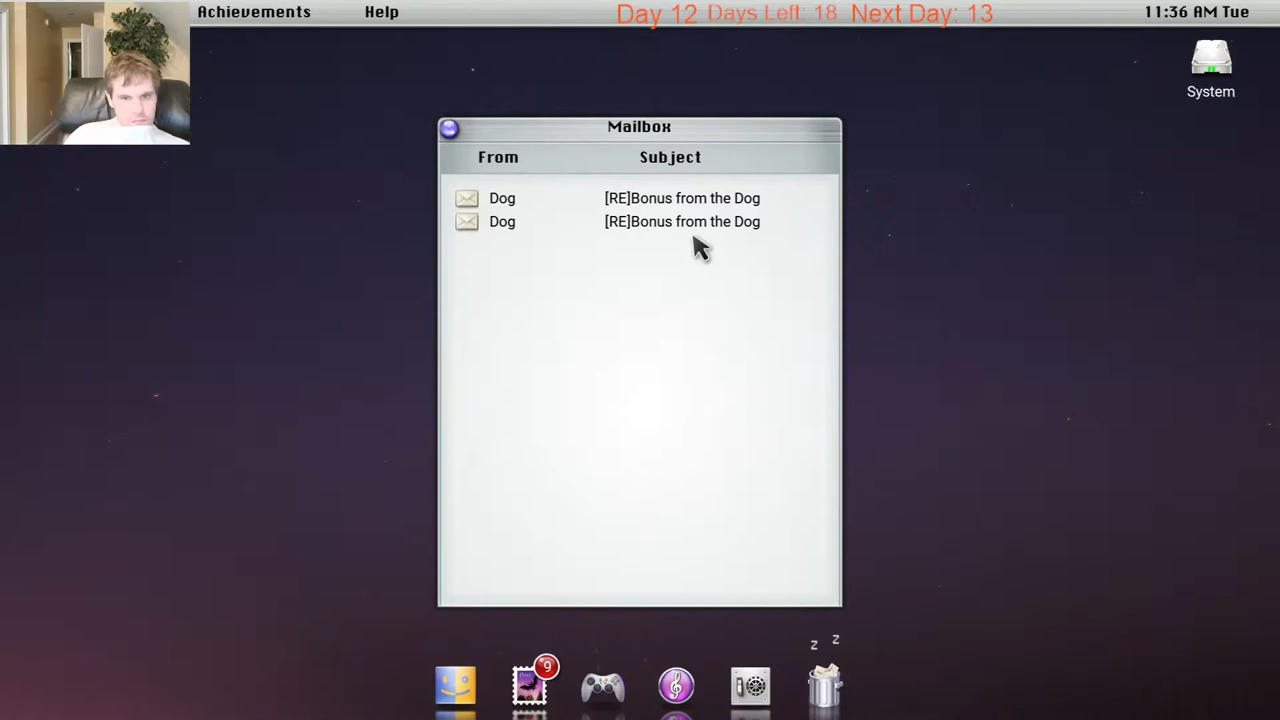 Achievements Help Day 12 Days Left: 18 Next Day: 13 11:36 AM Tue
System
Mailbox
From Subject
Dog [RE]Bonus from the Dog
Dog [RE]Bonus from the Dog
z z
9